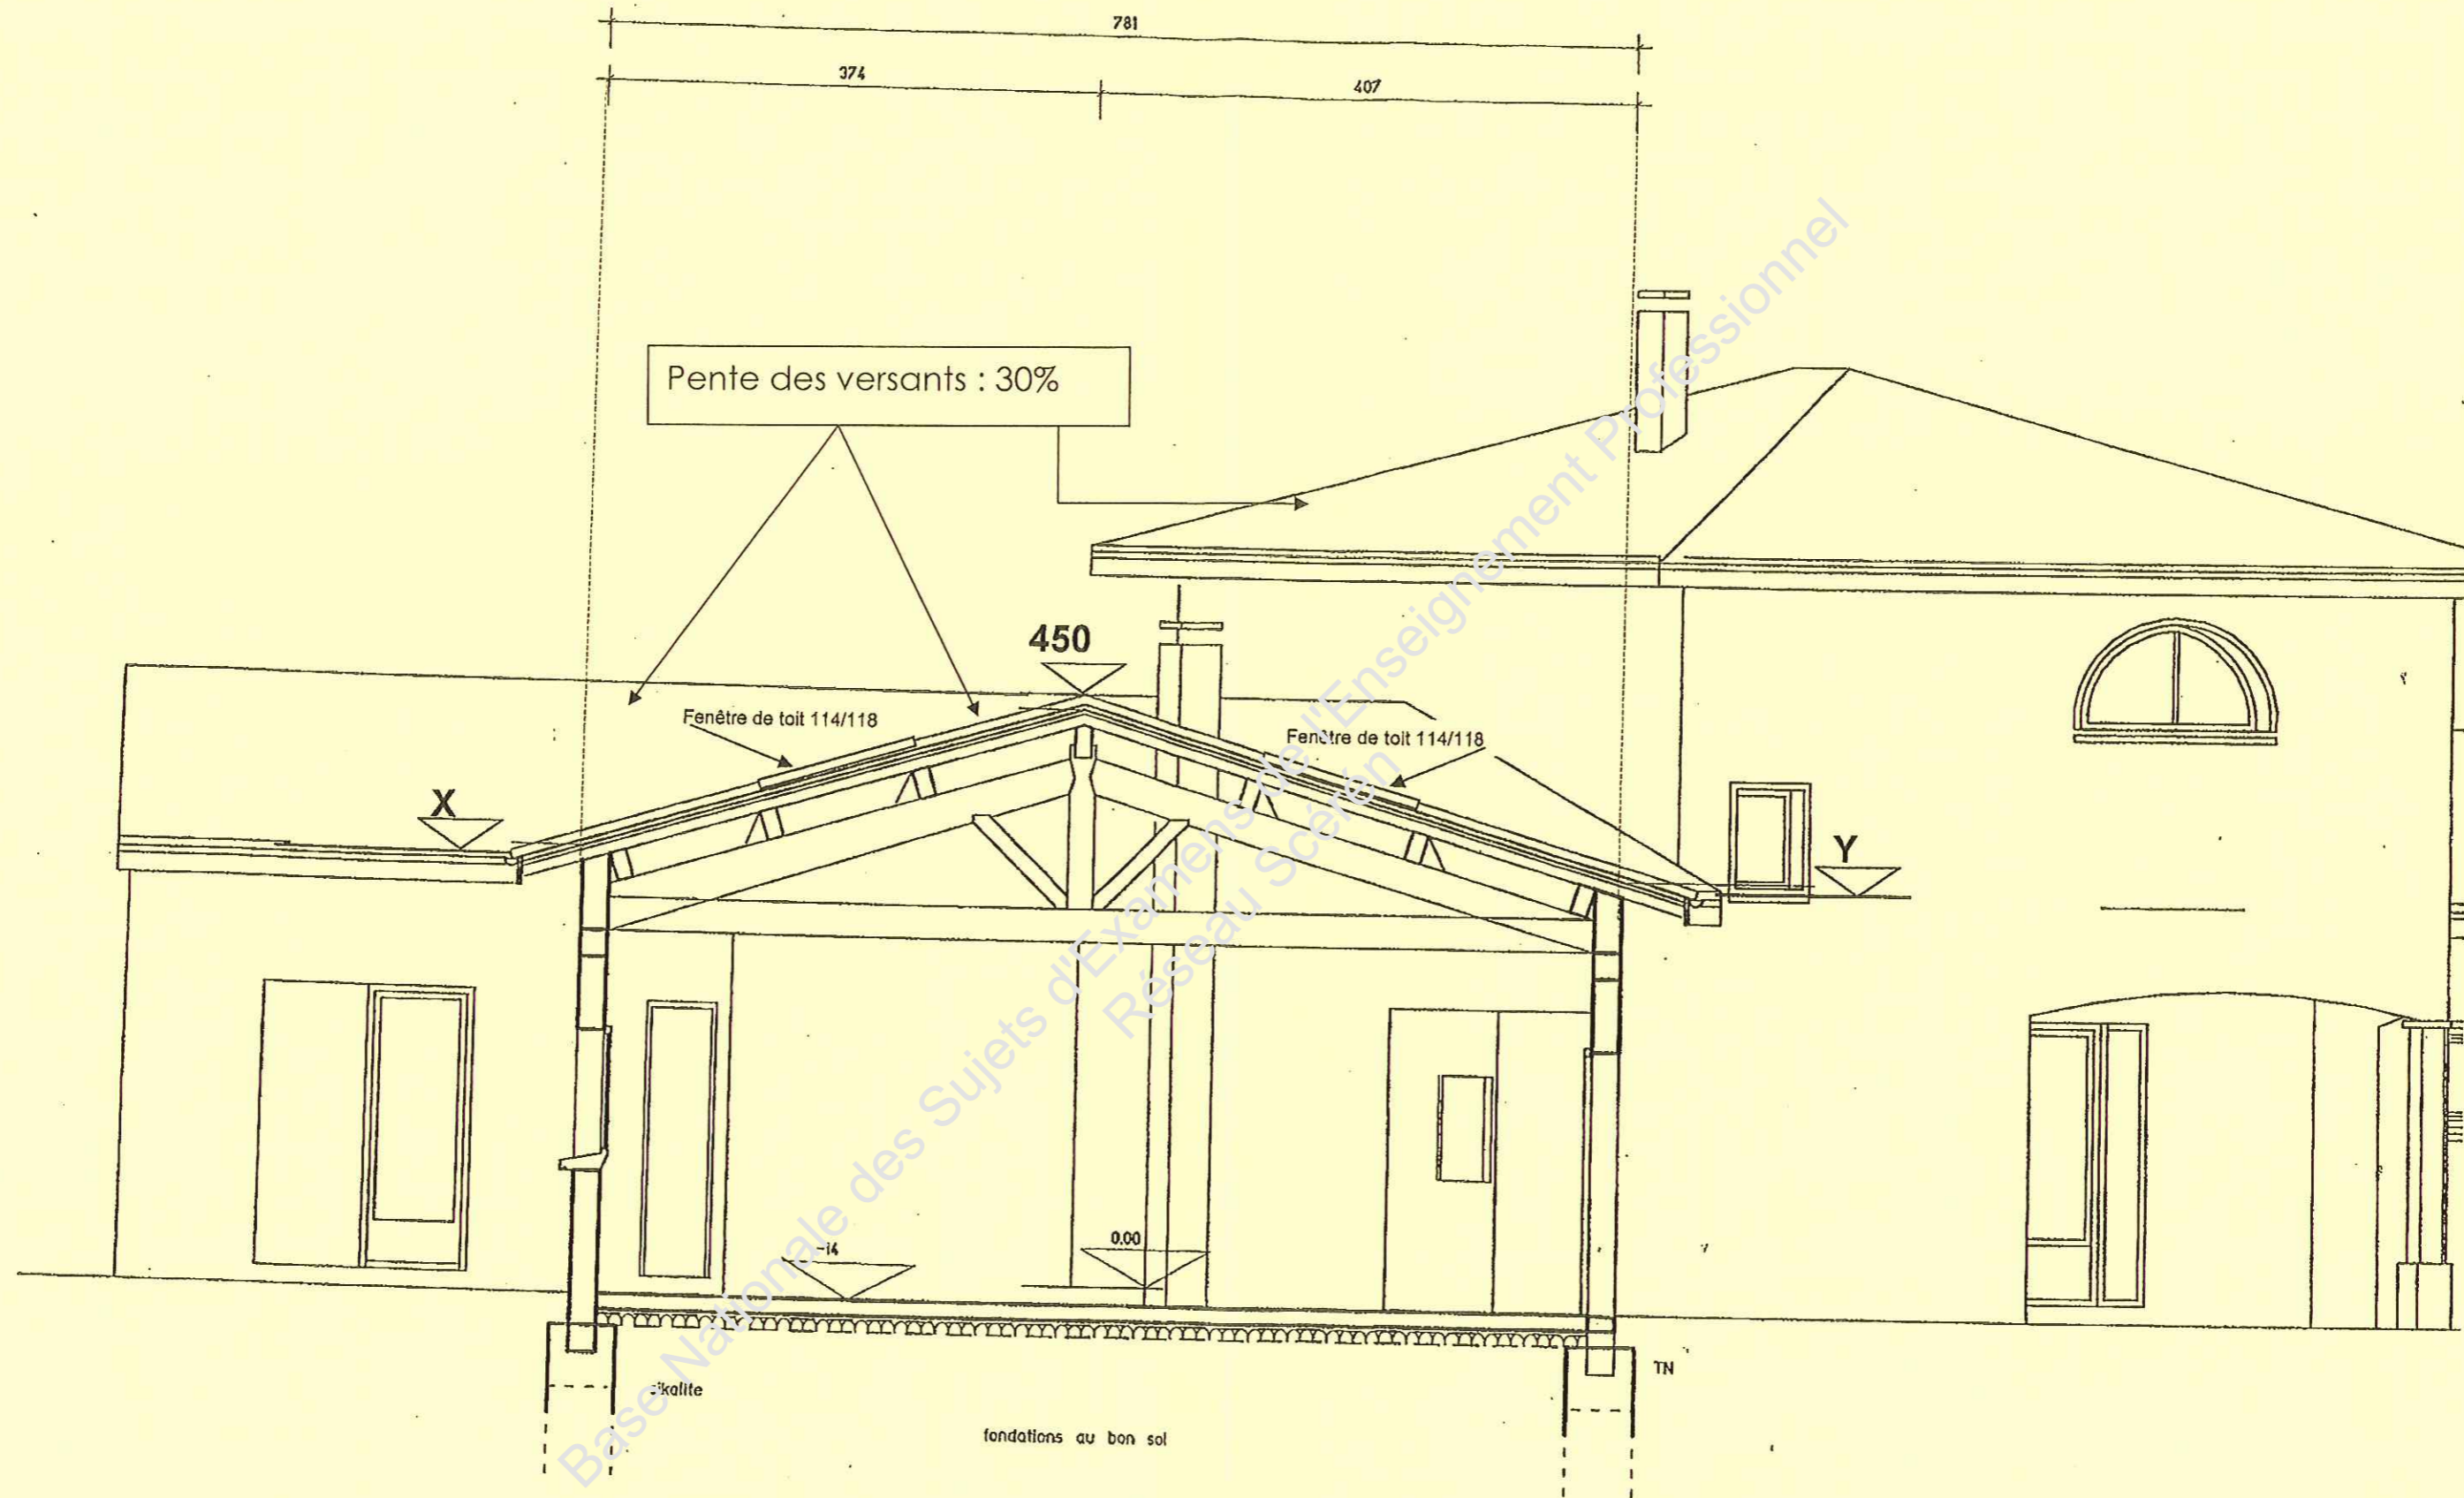 781
374
407
Pente des versants : 30%
450
Fenêtre de toit 114/118
Fenêtre de toit 114/118
X
Y
0.00
TN
fondations au bon sol
Base Nationale des Sujets d'Examens de l'Enseignement Professionnel
Réseau Scérén